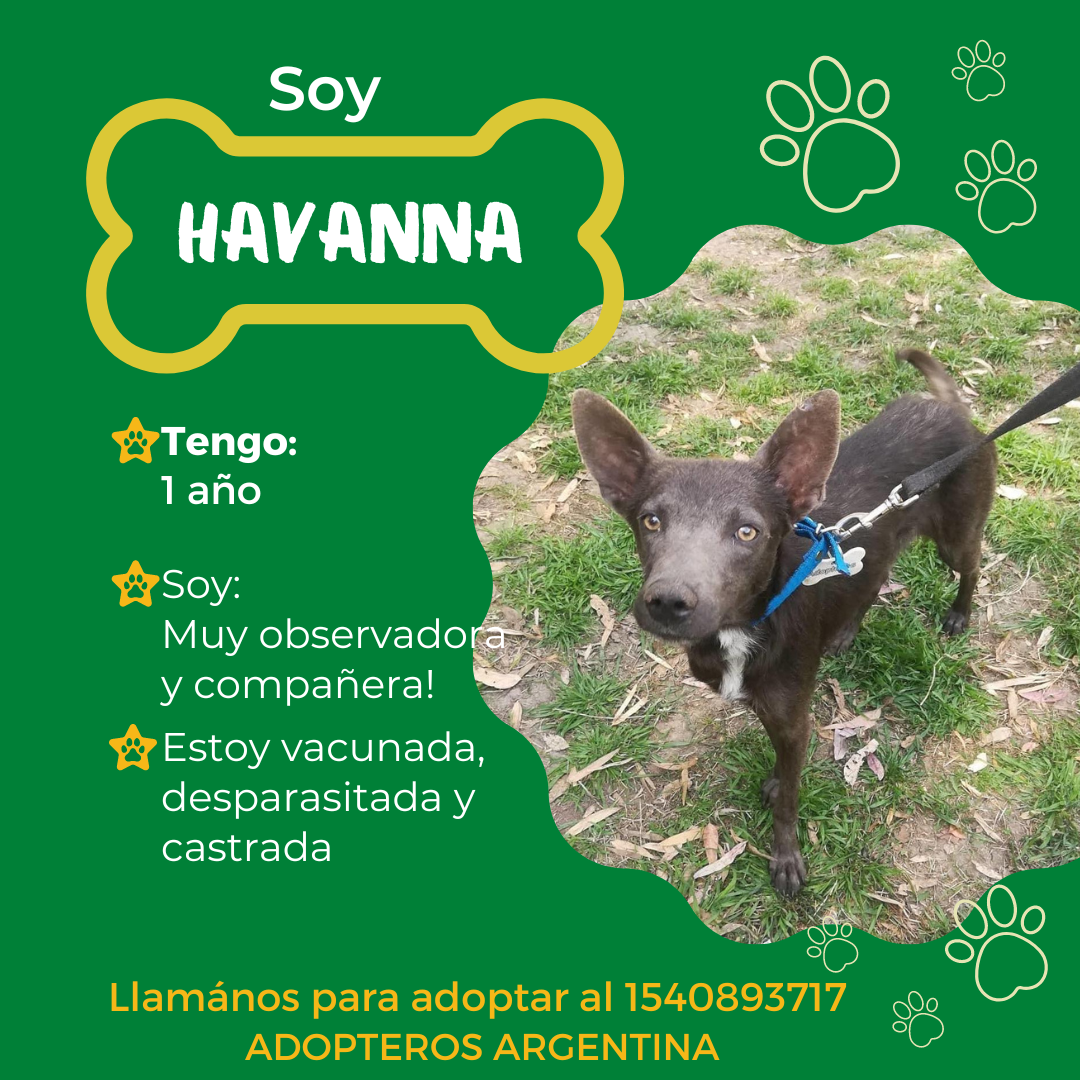 Soy
HAVANNA
Tengo:
1 año
Soy:
Muy observadora
y compañera!
Estoy vacunada,
desparasitada y
castrada
Llamános para adoptar al 1540893717
ADOPTEROS ARGENTINA